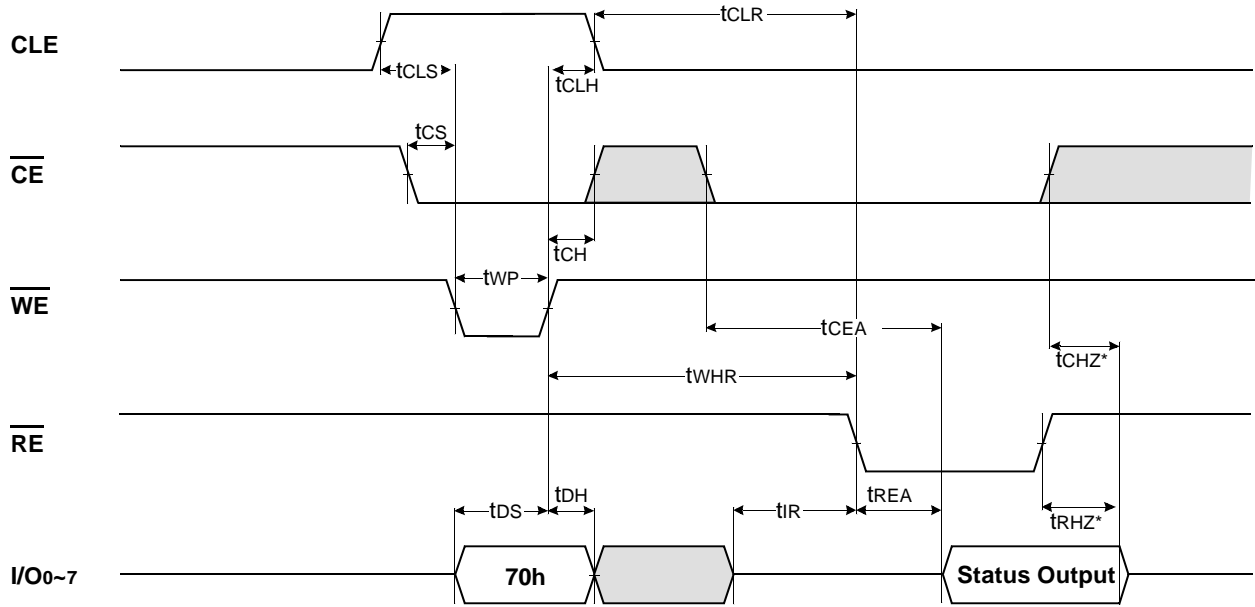 tCLR
CLE
tCLS
tCLH
tCS
CE
tCH
tWP
WE
tCEA
tCHZ*
tWHR
RE
tDH
tREA
tDS
tIR
tRHZ*
I/O0~7
70h
Status Output